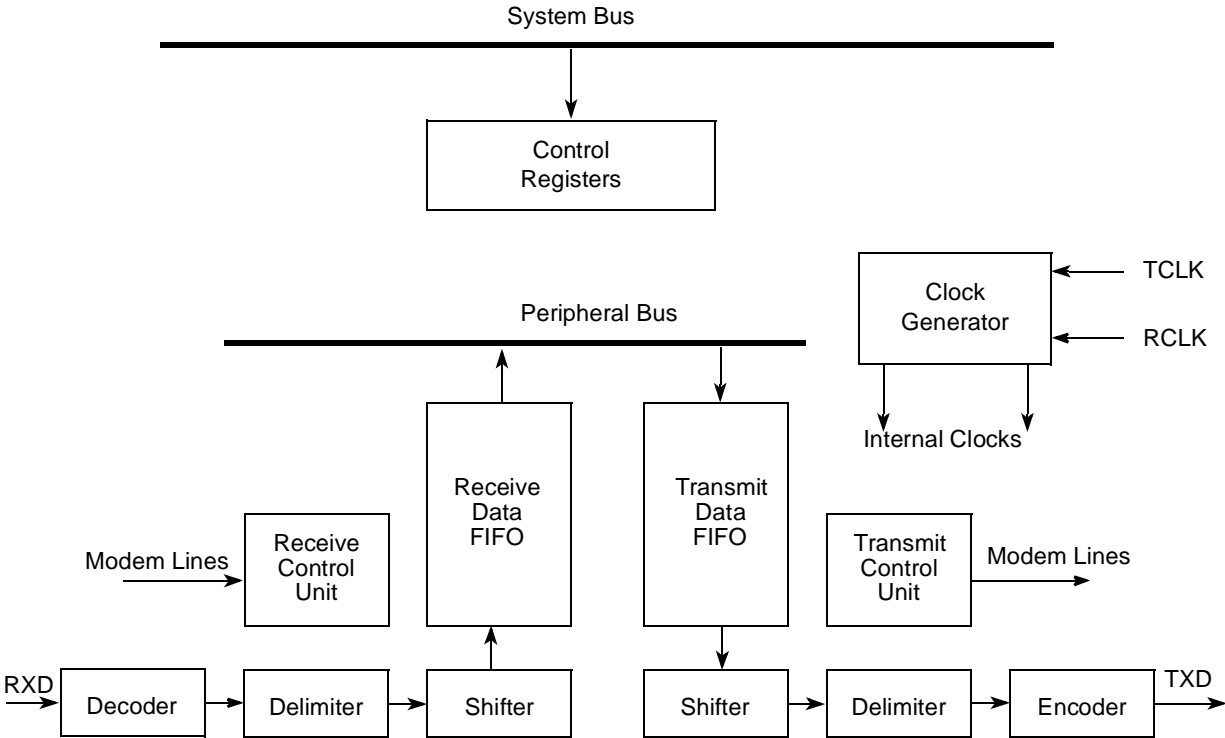 System Bus
Control
Registers
TCLK
Clock
Generator
Peripheral Bus
RCLK
Internal Clocks
Receive
Data
FIFO
Transmit
Data
FIFO
Modem Lines
Receive
Control
Unit
Transmit
Control
Unit
Modem Lines
RXD
Decoder
Delimiter
Shifter
Shifter
Delimiter
Encoder
TXD